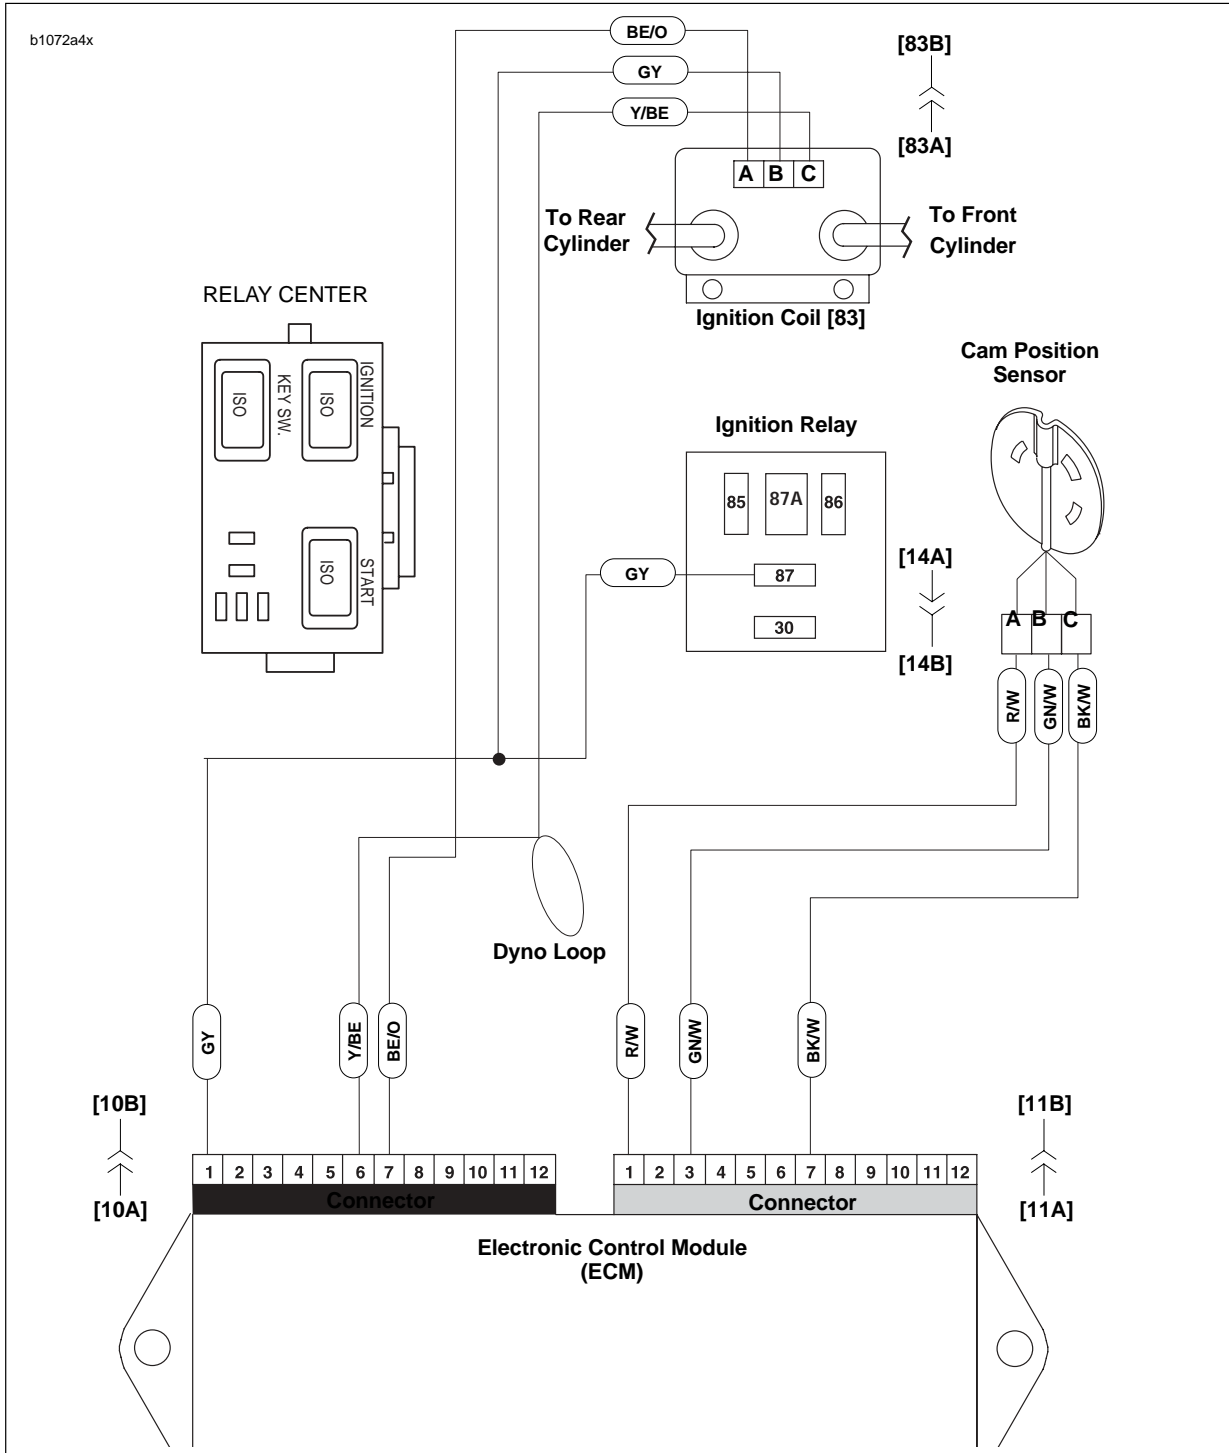 b1072a4x
BE/O
GY
Y/BE
[83B]
[83A]
A B C
To Rear
Cylinder
To Front
Cylinder
Ignition Coil [83]
RELAY CENTER
ISO
KEY SW.
ISO
IGNITION
ISO
START
Cam Position
Sensor
Ignition Relay
85
87A
86
87
30
GY
[14A]
[14B]
A B C
R/W
GN/W
BK/W
Dyno Loop
GY
Y/BE
BE/O
R/W
GN/W
BK/W
[10B]
[10A]
[11B]
[11A]
1 2 3 4 5 6 7 8 9 10 11 12
Connector
1 2 3 4 5 6 7 8 9 10 11 12
Connector
Electronic Control Module
(ECM)